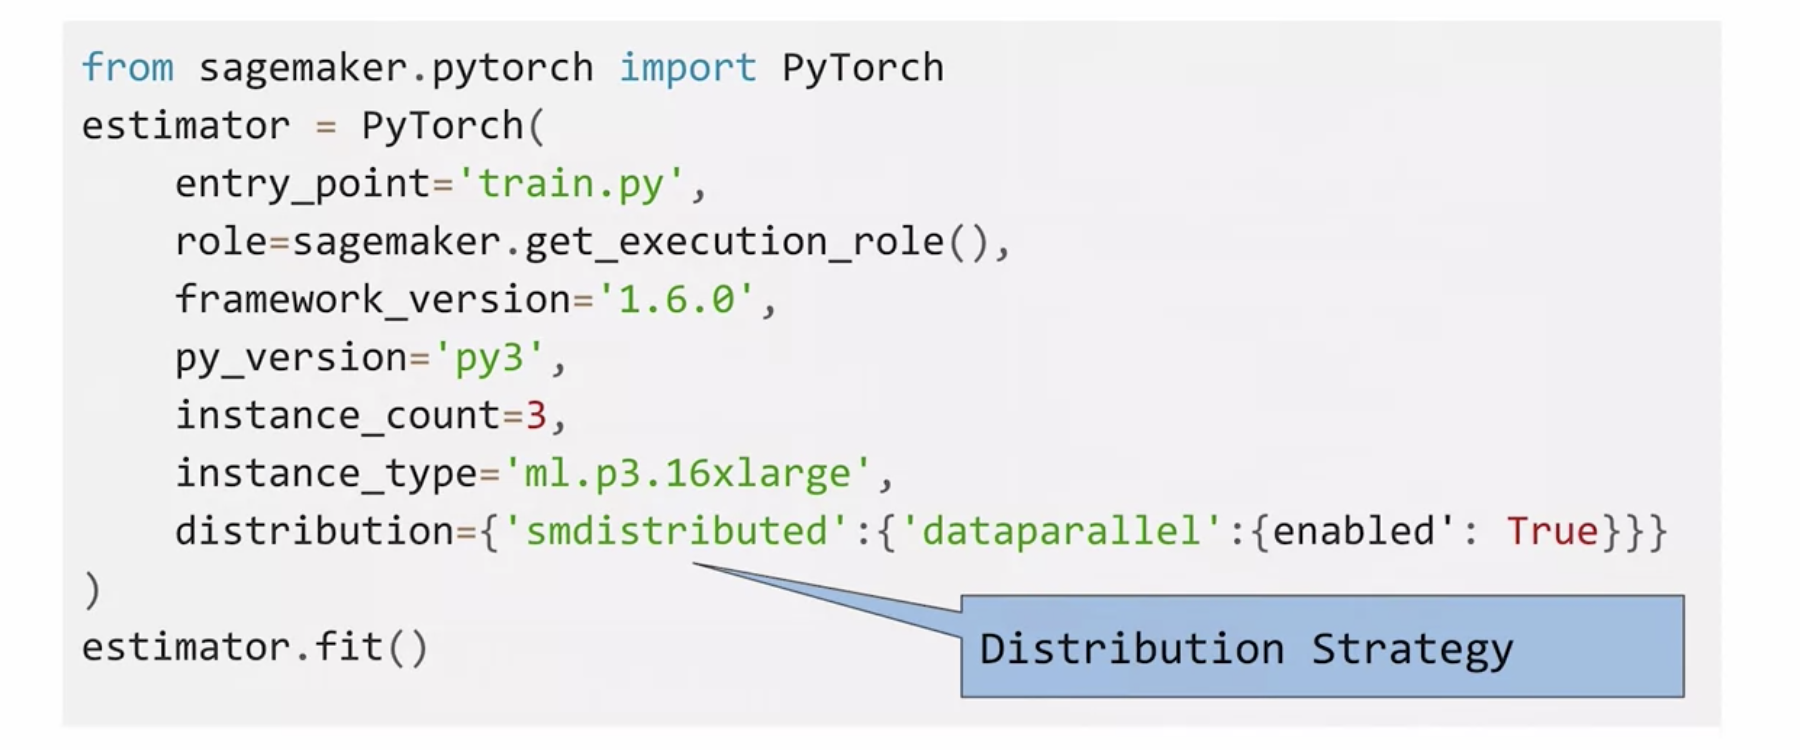 from sagemaker.pytorch import PyTorch
estimator = PyTorch(
    entry_point='train.py',
    role=sagemaker.get_execution_role(),
    framework_version='1.6.0',
    py_version='py3',
    instance_count=3,
    instance_type='ml.p3.16xlarge',
    distribution={'smdistributed':{'dataparallel':{enabled': True}}}
)
estimator.fit()
Distribution Strategy